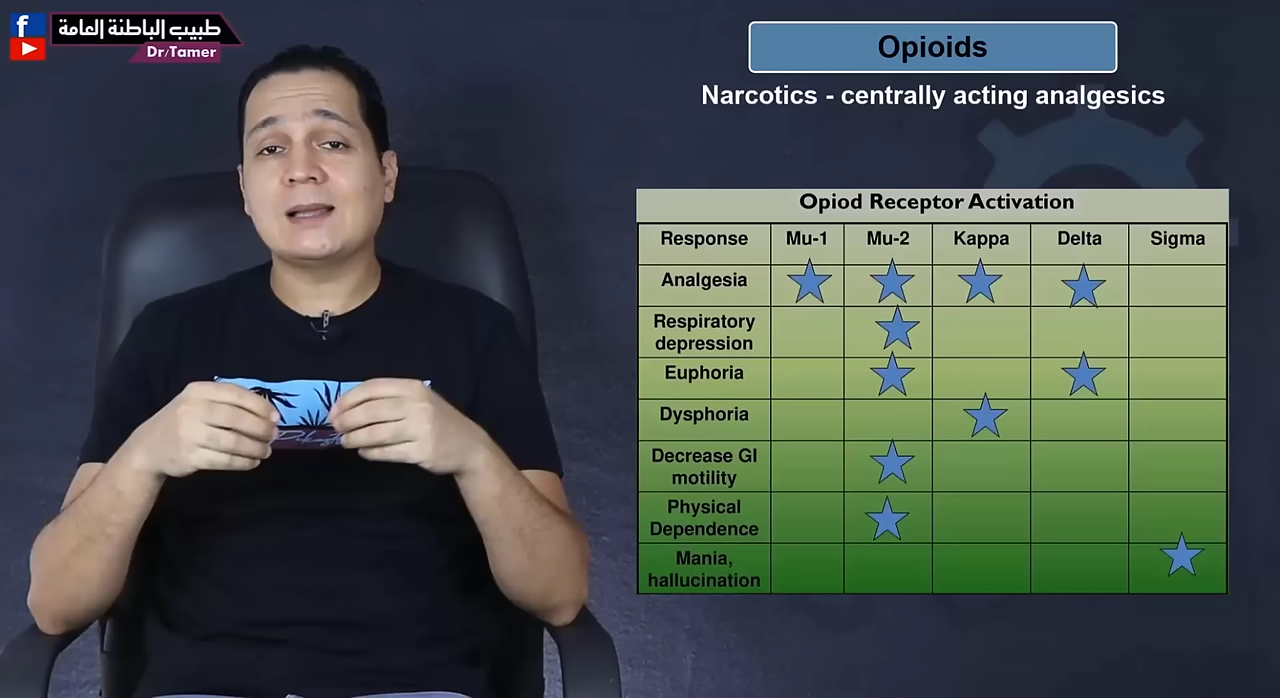 f
طبيب الباطنة العامة
Dr/Tamer
Opioids
Narcotics - centrally acting analgesics
Opiod Receptor Activation
Response Mu-1 Mu-2 Kappa Delta Sigma
Analgesia
Respiratory
depression
Euphoria
Dysphoria
Decrease GI
motility
Physical
Dependence
Mania,
hallucination